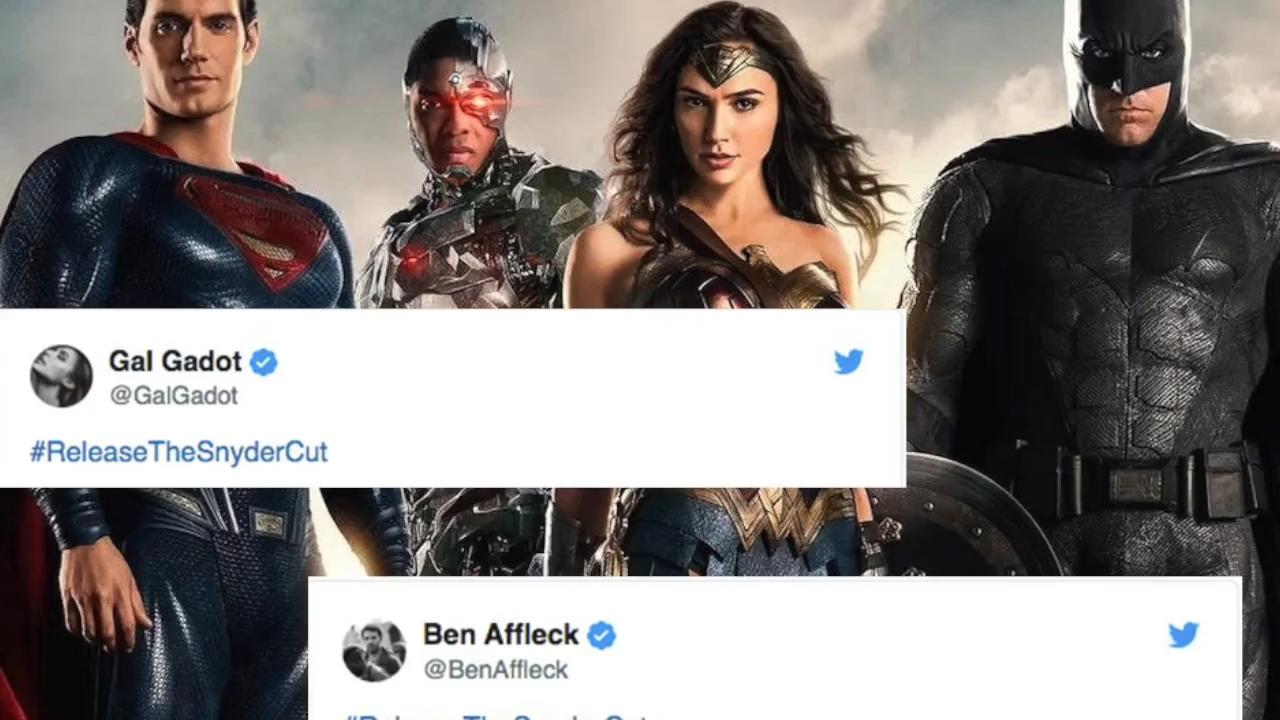 Gal Gadot
@GalGadot
#ReleaseTheSnyderCut
Ben Affleck
@BenAffleck